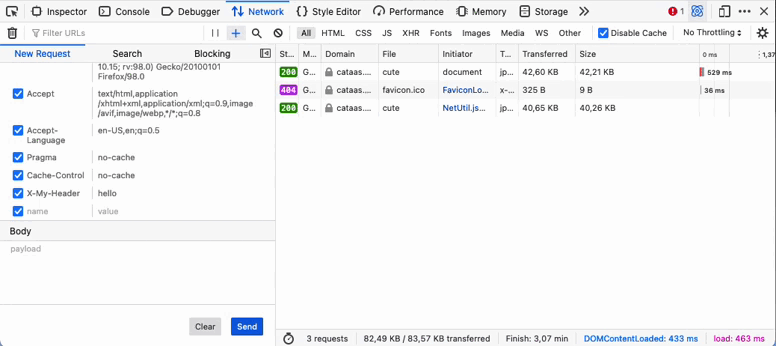 Inspector Console Debugger Network Style Editor Performance Memory Storage 1
Filter URLs All HTML CSS JS XHR Fonts Images Media WS Other Disable Cache No Throttling
New Request Search Blocking
St... M... Domain File Initiator T... Transferred Size 0 ms 1,37
10.15; rv:98.0) Gecko/20100101
Firefox/98.0
Accept text/html,application
/xhtml+xml,application/xml;q=0.9,image
/avif,image/webp,*/*;q=0.8
Accept-
Language en-US,en;q=0.5
Pragma no-cache
Cache-Control no-cache
X-My-Header hello
name value
Body
payload
Clear Send
200 G... cataas.... cute document jp... 42,60 KB 42,21 KB 529 ms
404 G... cataas.... favicon.ico FaviconLo... x-... 325 B 9 B 36 ms
200 G... cataas.... cute NetUtil.js... jp... 40,65 KB 40,26 KB
3 requests 82,49 KB / 83,57 KB transferred Finish: 3,07 min DOMContentLoaded: 433 ms load: 463 ms